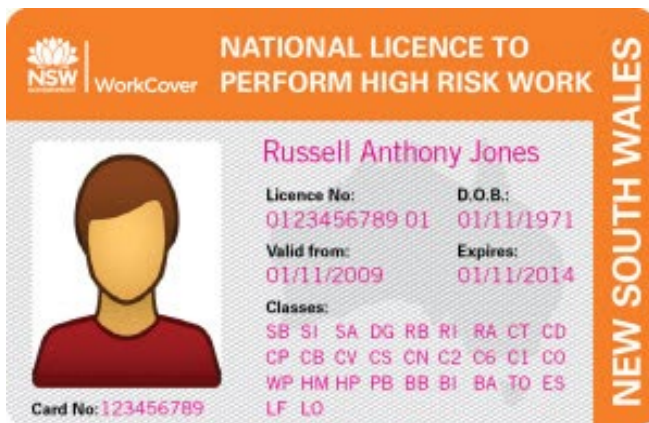 NSW
GOVERNMENT
WorkCover
NATIONAL LICENCE TO
PERFORM HIGH RISK WORK
NEW SOUTH WALES
Russell Anthony Jones
Licence No: D.O.B.:
0123456789 01 01/11/1971
Valid from: Expires:
01/11/2009 01/11/2014
Classes:
SB SI SA DG RB RI RA CT CD
CP CB CV CS CN C2 C6 C1 CO
WP HM HP PB BB BI BA TO ES
LF LO
Card No: 123456789